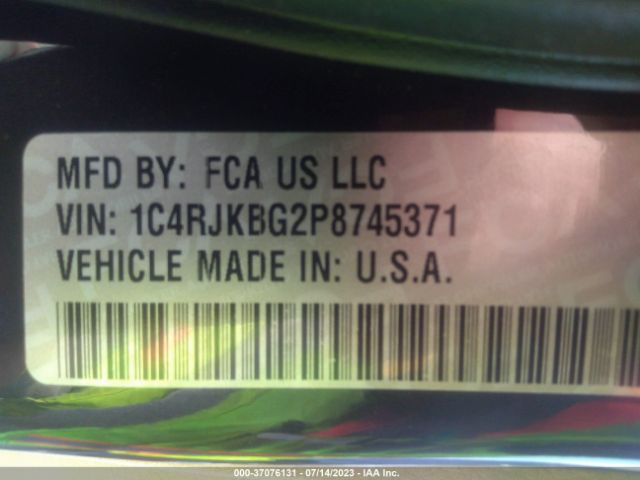 MFD BY: FCA US LLC
VIN: 1C4RJKBG2P8745371
VEHICLE MADE IN: U.S.A.
000-37076131 - 07/14/2023 - IAA Inc.